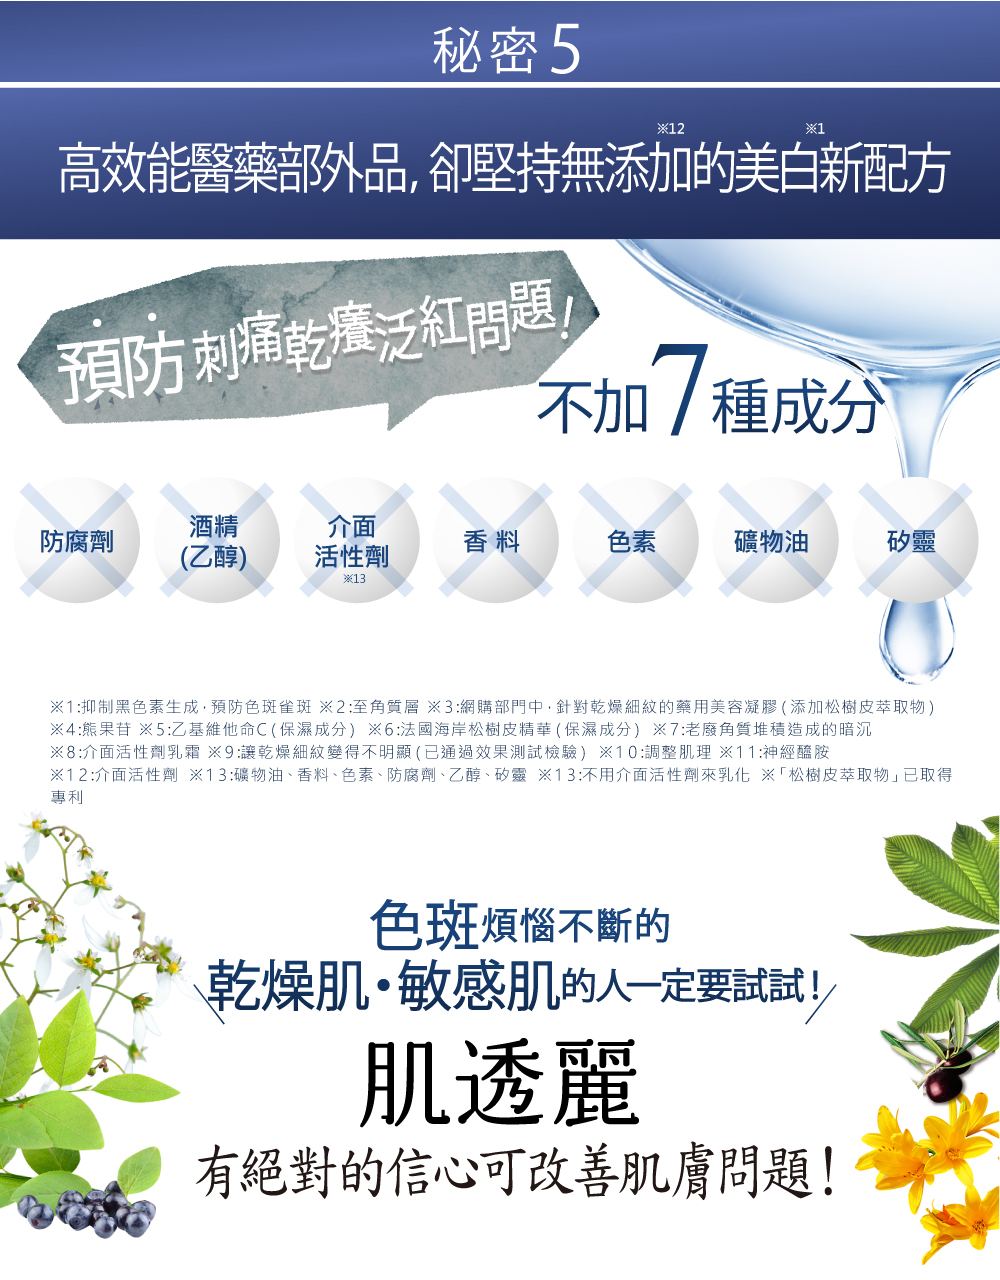 秘密5
※12 ※1
高效能醫藥部外品,卻堅持無添加的美白新配方
預防刺痛乾癢泛紅問題!
不加7種成分
防腐劑
酒精
(乙醇)
介面
活性劑
※13
香料
色素
礦物油
矽靈
※1:抑制黑色素生成·預防色斑雀斑 ※2:至角質層 ※3:網購部門中·針對乾燥細紋的藥用美容凝膠(添加松樹皮萃取物)
※4:熊果苷 ※5:乙基維他命C(保濕成分) ※6:法國海岸松樹皮精華(保濕成分) ※7:老廢角質堆積造成的暗沉
※8:介面活性劑乳霜 ※9:讓乾燥細紋變得不明顯(已通過效果測試檢驗) ※10:調整肌理 ※11:神經醯胺
※12:介面活性劑 ※13:礦物油、香料、色素、防腐劑、乙醇、矽靈 ※13:不用介面活性劑來乳化 ※「松樹皮萃取物」已取得
專利
色斑煩惱不斷的
乾燥肌·敏感肌的人一定要試試!
肌透麗
有絕對的信心可改善肌膚問題!